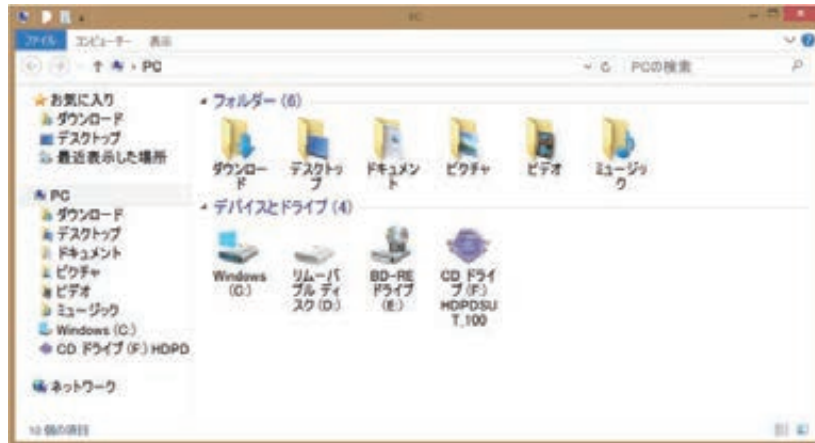 PC
ファイル コンピューター 表示
PC
PCの検索
お気に入り
ダウンロード
デスクトップ
最近表示した場所
PC
ダウンロード
デスクトップ
ドキュメント
ピクチャ
ビデオ
ミュージック
Windows (C:)
CD ドライブ (F:) HDPD
ネットワーク
フォルダー (6)
ダウンロー
ド
デスクトッ
プ
ドキュメン
ト
ピクチャ
ビデオ
ミュージッ
ク
デバイスとドライブ (4)
Windows
(C:)
リムーバ
ブル ディ
スク (D:)
BD-RE
ドライブ
(E:)
CD ドライ
ブ (F:)
HDPDSU
T_100
10 個の項目